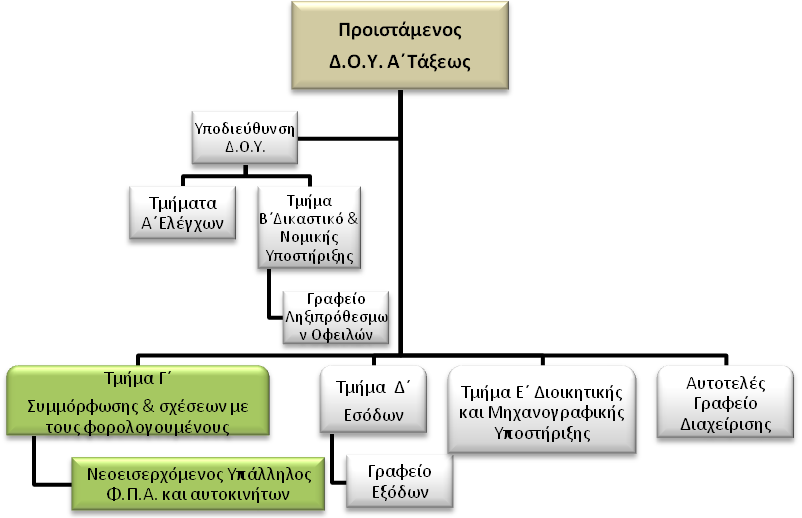 Προιστάμενος
Δ.Ο.Υ. Α΄Τάξεως
Υποδιεύθυνση
Δ.Ο.Υ.
Τμήματα
Α΄Ελέγχων
Τμήμα
Β΄Δικαστικό &
Νομικής
Υποστήριξης
Γραφείο
Ληξιπρόθεσμω
ν Οφειλών
Τμήμα Γ΄
Συμμόρφωσης & σχέσεων με
τους φορολογουμένους
Νεοεισερχόμενος Υπάλληλος
Φ.Π.Α. και αυτοκινήτων
Τμήμα Δ΄
Εσόδων
Γραφείο
Εξόδων
Τμήμα Ε΄ Διοικητικής
και Μηχανογραφικής
Υποστήριξης
Αυτοτελές
Γραφείο
Διαχείρισης